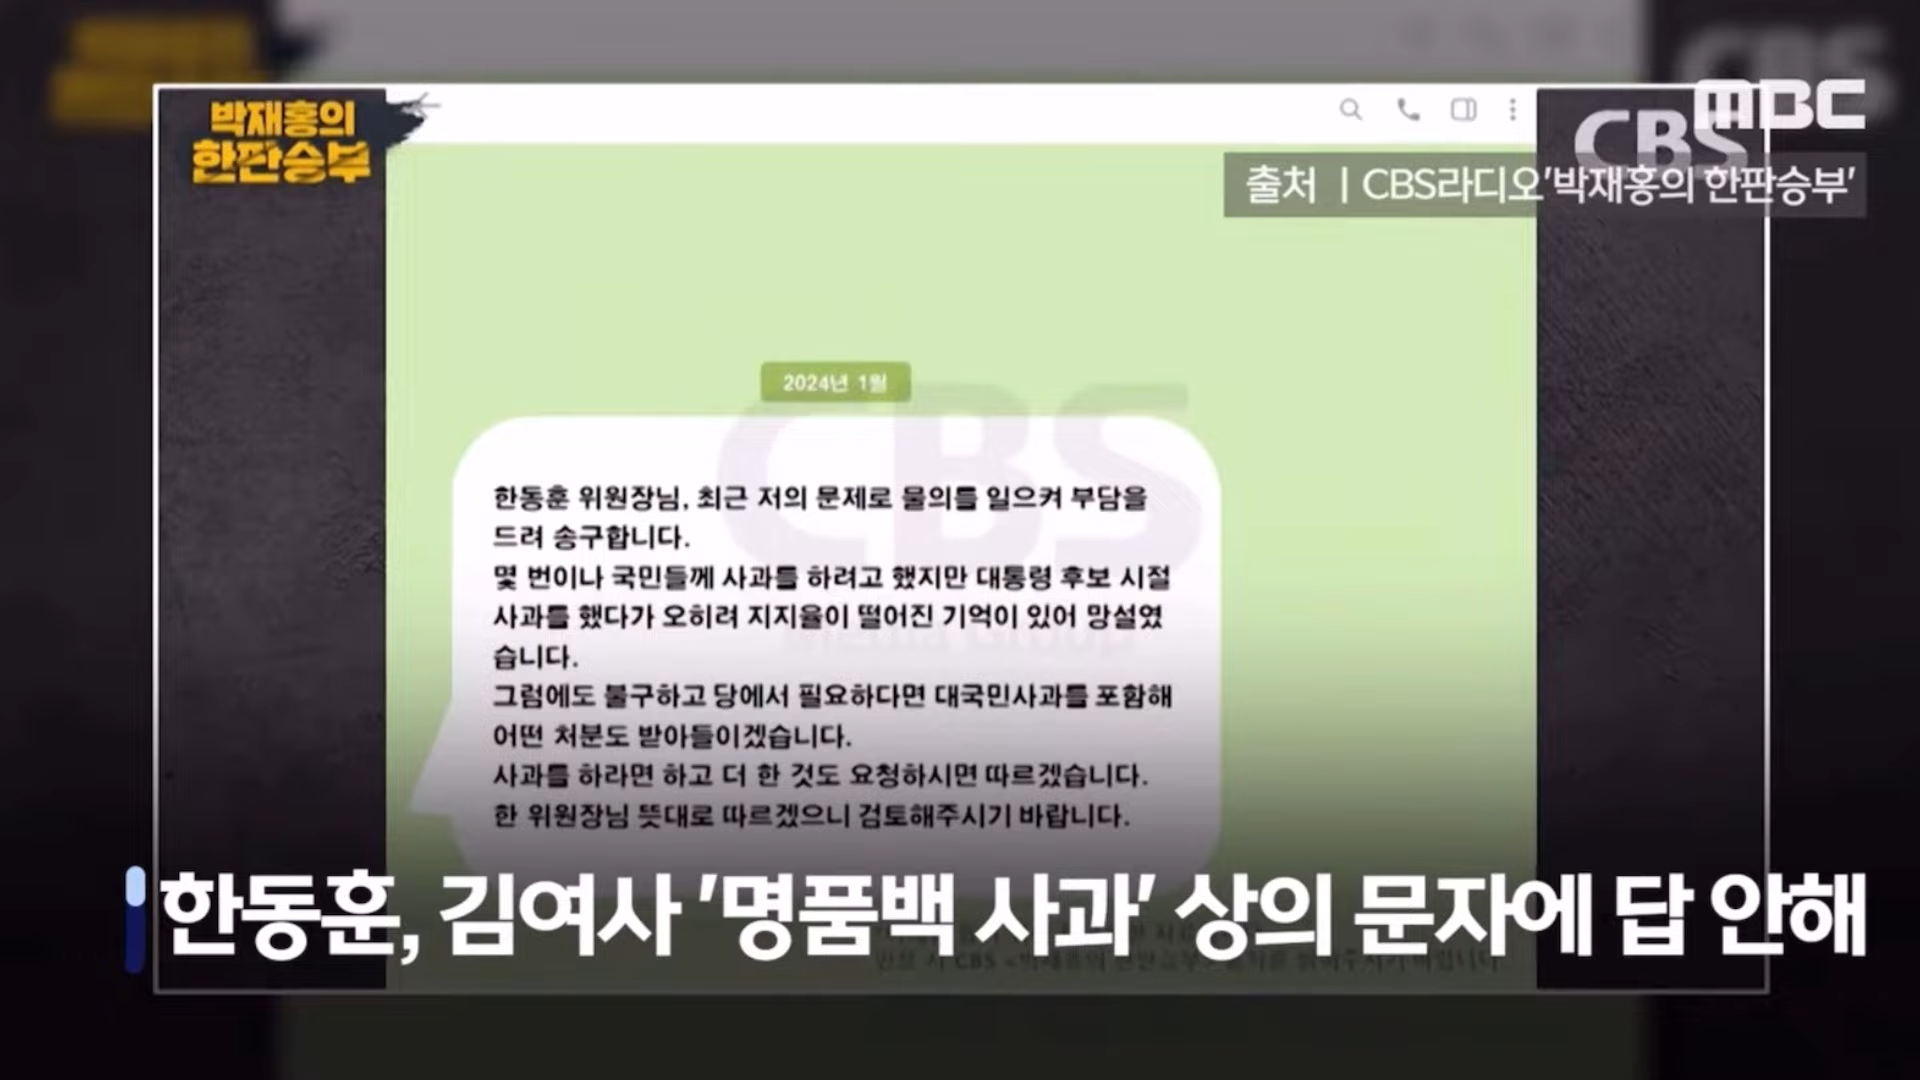 박재홍의
한판승부
CBS
MBC
출처 | CBS라디오'박재홍의 한판승부'
2024년 1월
CBS
한동훈 위원장님, 최근 저의 문제로 물의를 일으켜 부담을
드려 송구합니다.
몇 번이나 국민들께 사과를 하려고 했지만 대통령 후보 시절
사과를 했다가 오히려 지지율이 떨어진 기억이 있어 망설였
습니다.
그럼에도 불구하고 당에서 필요하다면 대국민사과를 포함해
어떤 처분도 받아들이겠습니다.
사과를 하라면 하고 더 한 것도 요청하시면 따르겠습니다.
한 위원장님 뜻대로 따르겠으니 검토해주시기 바랍니다.
한동훈, 김여사 '명품백 사과' 상의 문자에 답 안해